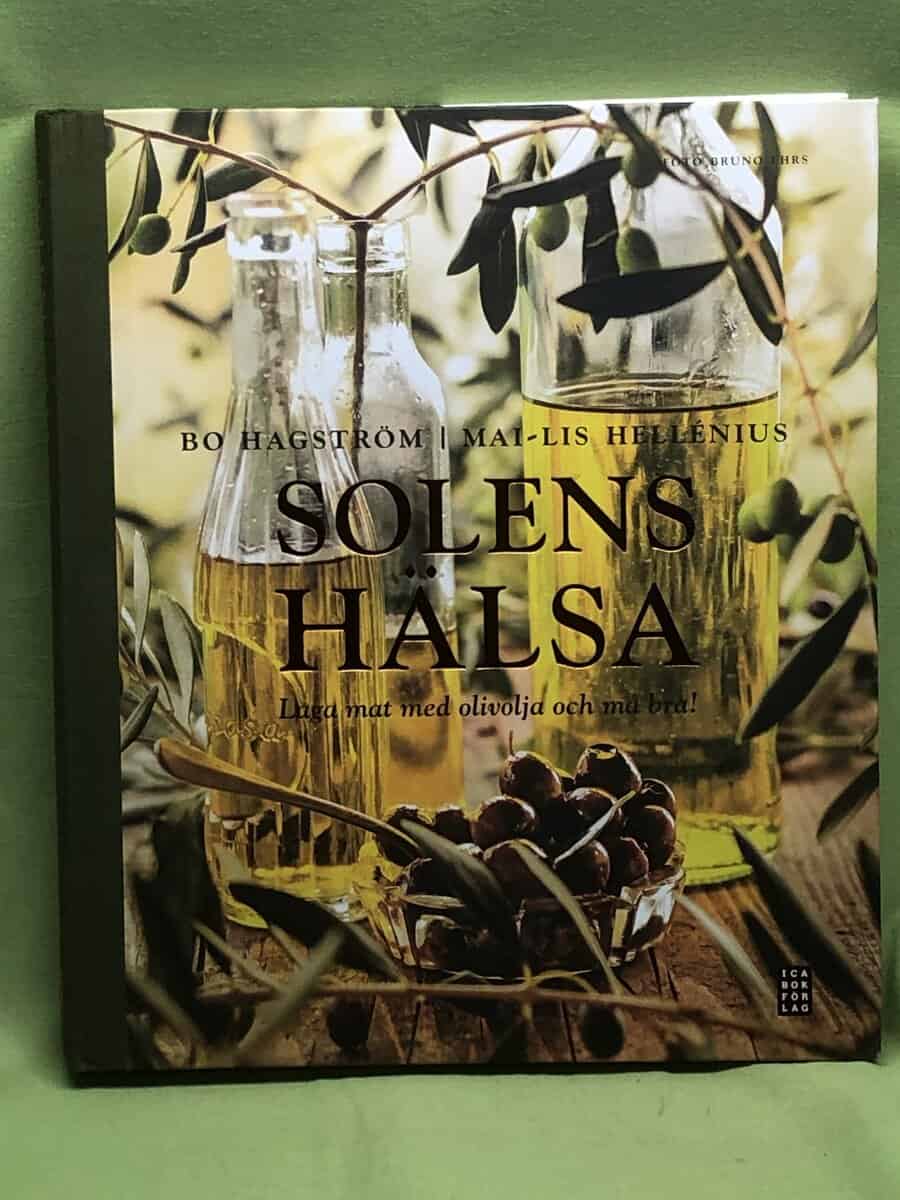 FOTO BRUNO EHRS
BO HAGSTRÖM | MAI-LIS HELLÉNIUS
SOLENS
HÄLSA
Laga mat med olivolja och må bra!
ICA
BOK
FÖR
LAG